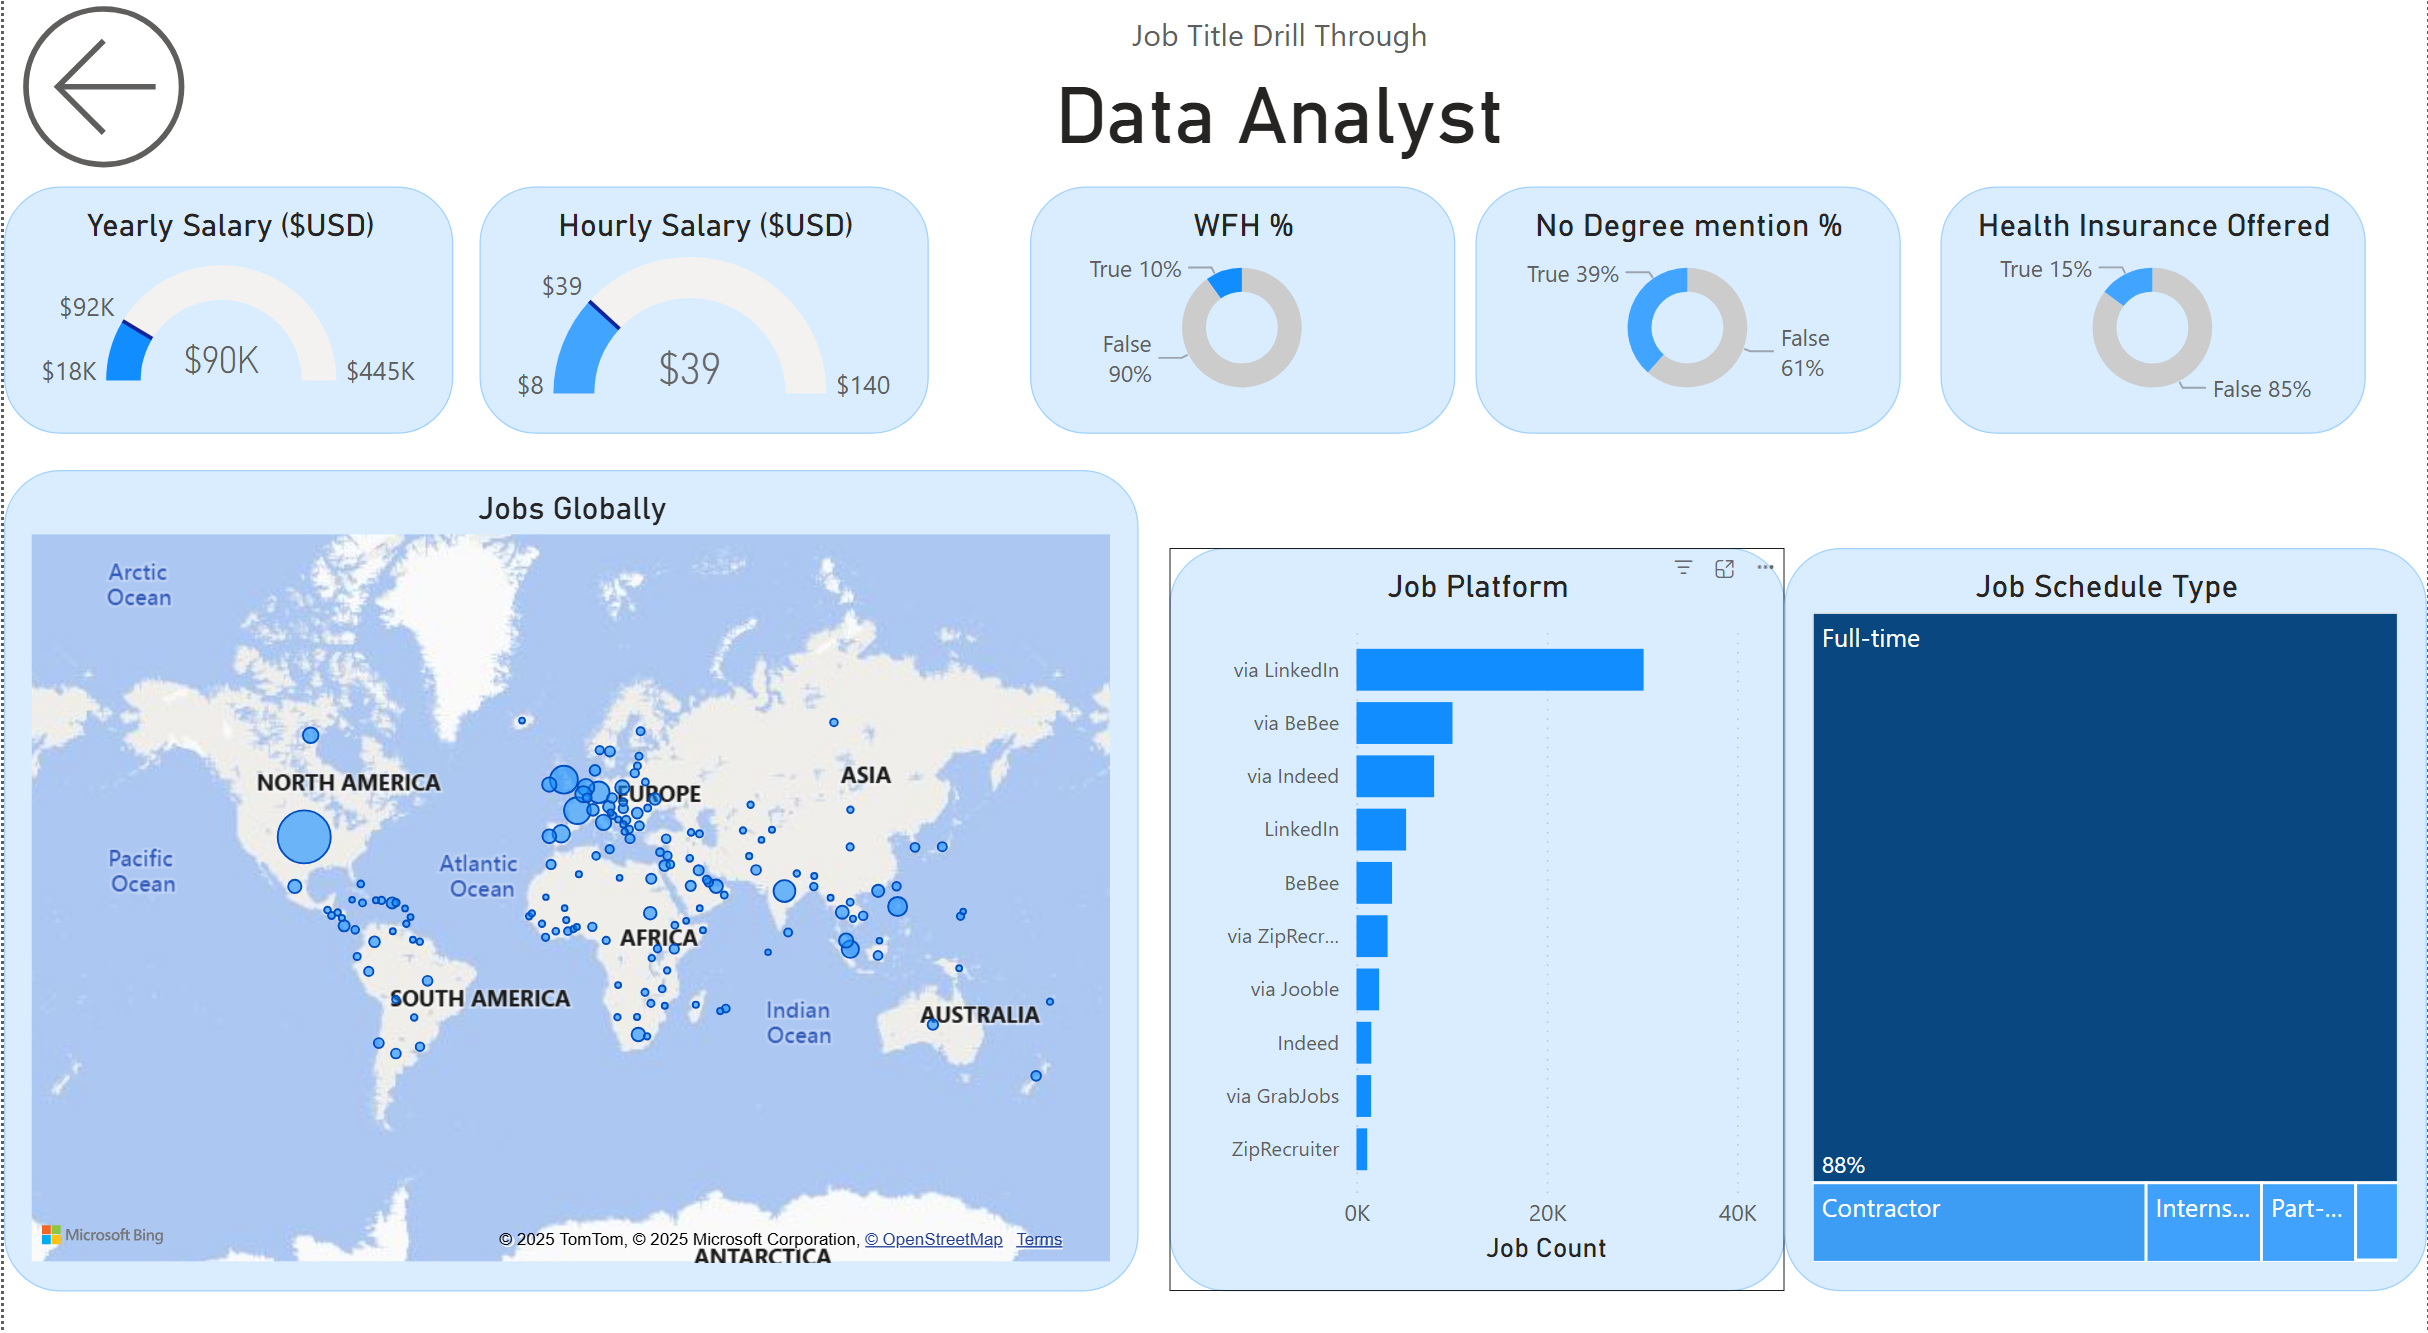 Job Title Drill Through
Data Analyst
Yearly Salary ($USD)
$92K
$18K
$90K
$445K
Hourly Salary ($USD)
$39
$8
$39
$140
WFH %
True 10%
False
90%
No Degree mention %
True 39%
False
61%
Health Insurance Offered
True 15%
False 85%
Jobs Globally
Arctic
Ocean
NORTH AMERICA
EUROPE
ASIA
Pacific
Ocean
Atlantic
Ocean
AFRICA
SOUTH AMERICA
Indian
Ocean
AUSTRALIA
ANTARCTICA
Microsoft Bing
© 2025 TomTom, © 2025 Microsoft Corporation, © OpenStreetMap Terms
Job Platform
via LinkedIn
via BeBee
via Indeed
LinkedIn
BeBee
via ZipRecr...
via Jooble
Indeed
via GrabJobs
ZipRecruiter
0K 20K 40K
Job Count
Job Schedule Type
Full-time
88%
Contractor
Interns...
Part-...